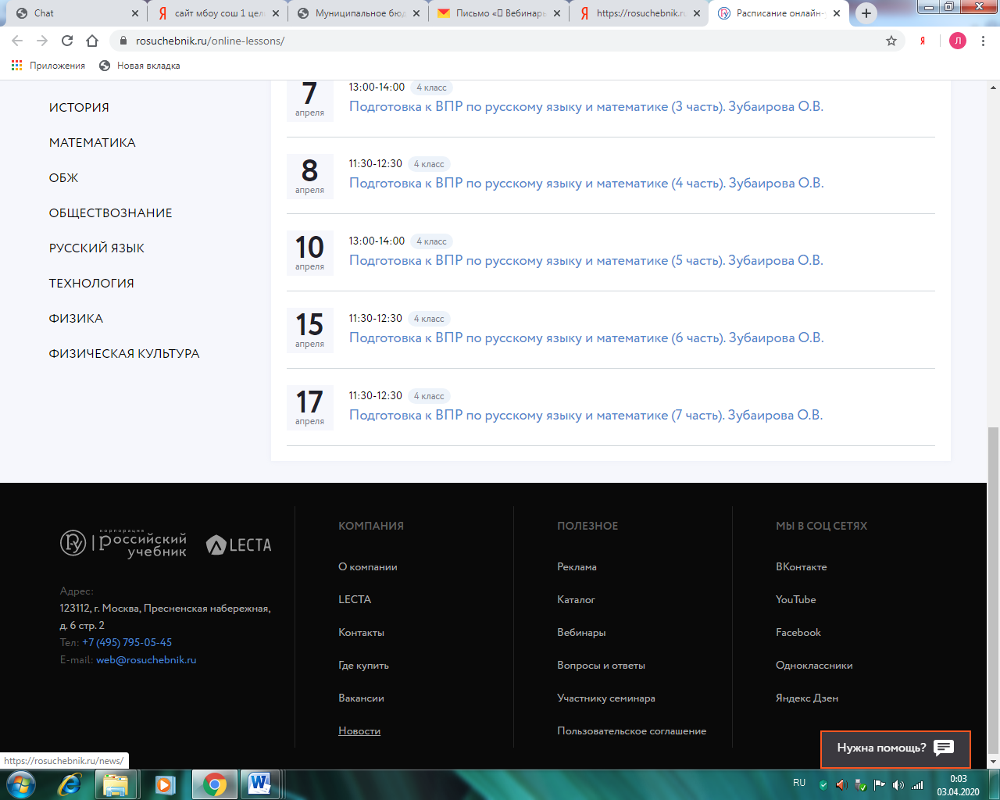 Chat
сайт мбоу сош 1 цел
Муниципальное бюд
Письмо «▯ Вебинары
https://rosuchebnik.ru
Расписание онлайн-
rosuchebnik.ru/online-lessons/
Я
Л
Приложения
Новая вкладка
ИСТОРИЯ
МАТЕМАТИКА
ОБЖ
ОБЩЕСТВОЗНАНИЕ
РУССКИЙ ЯЗЫК
ТЕХНОЛОГИЯ
ФИЗИКА
ФИЗИЧЕСКАЯ КУЛЬТУРА
7
апреля
13:00-14:00 4 класс
Подготовка к ВПР по русскому языку и математике (3 часть). Зубаирова О.В.
8
апреля
11:30-12:30 4 класс
Подготовка к ВПР по русскому языку и математике (4 часть). Зубаирова О.В.
10
апреля
13:00-14:00 4 класс
Подготовка к ВПР по русскому языку и математике (5 часть). Зубаирова О.В.
15
апреля
11:30-12:30 4 класс
Подготовка к ВПР по русскому языку и математике (6 часть). Зубаирова О.В.
17
апреля
11:30-12:30 4 класс
Подготовка к ВПР по русскому языку и математике (7 часть). Зубаирова О.В.
корпорация
российский
учебник
LECTA
Адрес:
123112, г. Москва, Пресненская набережная,
д. 6 стр. 2
Тел: +7 (495) 795-05-45
E-mail: web@rosuchebnik.ru
КОМПАНИЯ
О компании
LECTA
Контакты
Где купить
Вакансии
Новости
ПОЛЕЗНОЕ
Реклама
Каталог
Вебинары
Вопросы и ответы
Участнику семинара
Пользовательское соглашение
МЫ В СОЦ СЕТЯХ
ВКонтакте
YouTube
Facebook
Одноклассники
Яндекс Дзен
Нужна помощь?
https://rosuchebnik.ru/news/
RU
0:03
03.04.2020